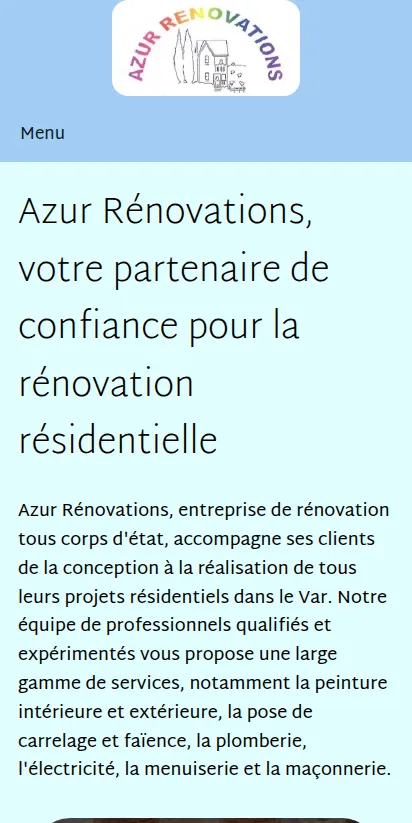 AZUR RENOVATIONS
Menu
Azur Rénovations,
votre partenaire de
confiance pour la
rénovation
résidentielle
Azur Rénovations, entreprise de rénovation
tous corps d'état, accompagne ses clients
de la conception à la réalisation de tous
leurs projets résidentiels dans le Var. Notre
équipe de professionnels qualifiés et
expérimentés vous propose une large
gamme de services, notamment la peinture
intérieure et extérieure, la pose de
carrelage et faïence, la plomberie,
l'électricité, la menuiserie et la maçonnerie.